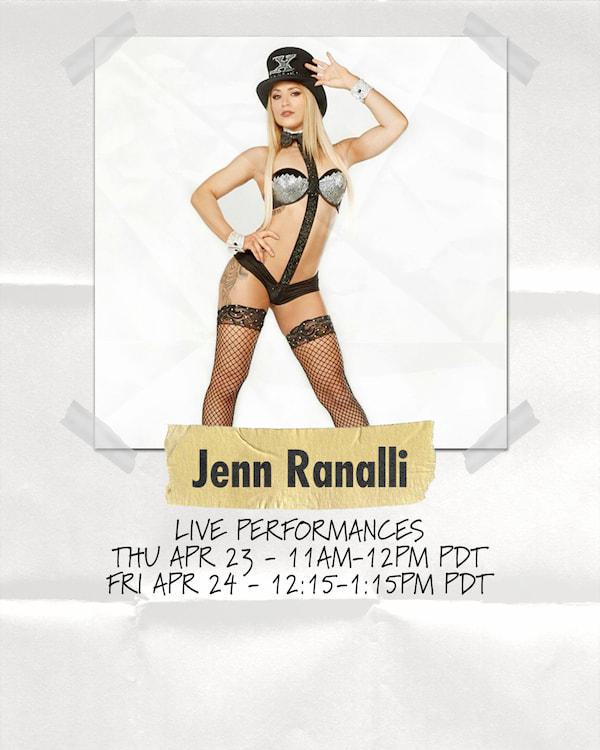 X
Jenn Ranalli
LIVE PERFORMANCES
THU APR 23 - 11AM-12PM PDT
FRI APR 24 - 12:15-1:15PM PDT